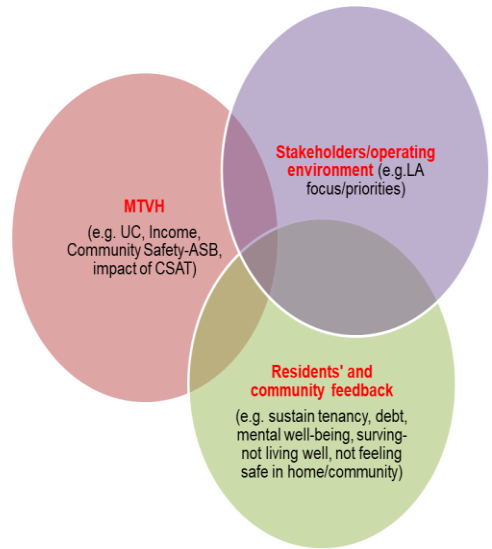 Stakeholders/operating
environment (e.g.LA
focus/priorities)
MTVH
(e.g. UC, Income,
Community Safety-ASB,
impact of CSAT)
Residents' and
community feedback
(e.g. sustain tenancy, debt,
mental well-being, surving-
not living well, not feeling
safe in home/community)